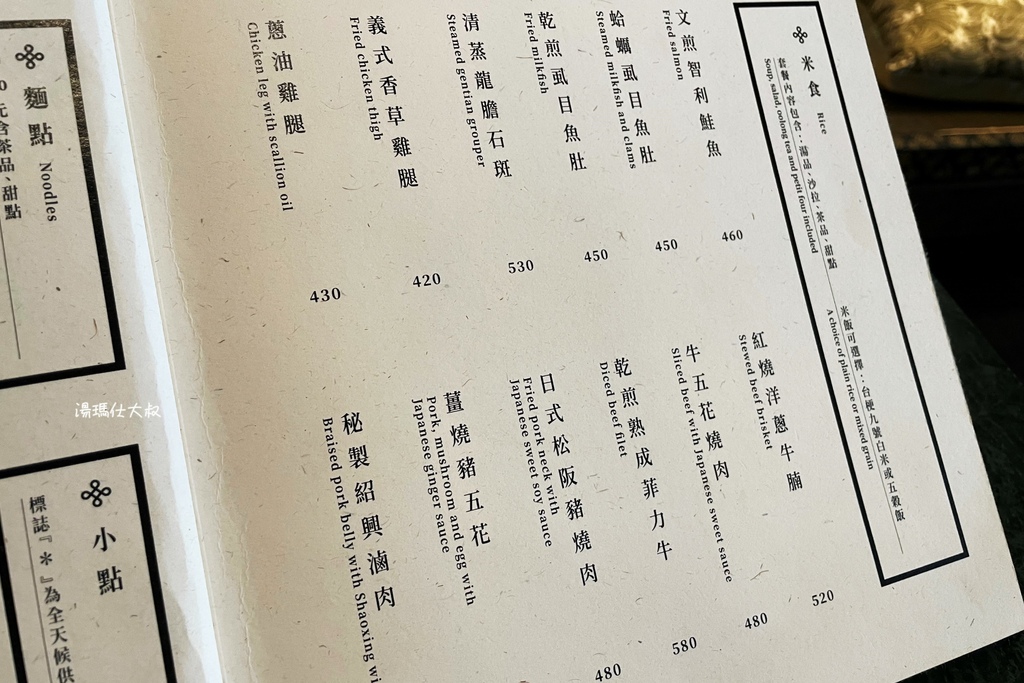 米食 Rice
套餐內容包含：湯品、沙拉、茶品、甜點
Soup, salad, oolong tea and petit four included
米飯可選擇：台梗九號白米或五穀飯
A choice of plain rice or mixed grain
文煎智利鮭魚
Fried salmon
460
蛤蠣虱目魚肚
Steamed milkfish and clams
450
乾煎虱目魚肚
Fried milkfish
450
清蒸龍膽石斑
Steamed gentian grouper
530
義式香草雞腿
Fried chicken thigh
420
蔥油雞腿
Chicken leg with scallion oil
430
紅燒洋蔥牛腩
Stewed beef brisket
520
牛五花燒肉
Sliced beef with Japanese sweet sauce
480
乾煎熟成菲力牛
Diced beef filet
580
日式松阪豬燒肉
Fried pork neck with
Japanese sweet soy sauce
480
薑燒豬五花
Pork, mushroom and egg with
Japanese ginger sauce
秘製紹興滷肉
Braised pork belly with Shaoxing wi
麵點 Noodles
0 元含茶品、甜點
小點
標誌『＊』為全天候供
湯瑪仕大叔